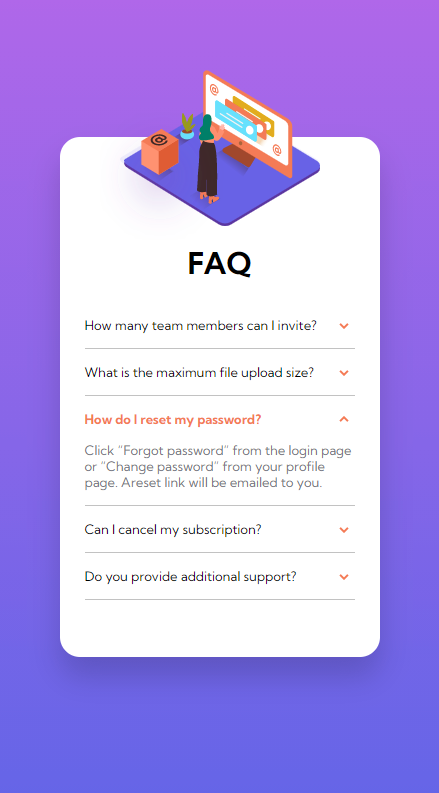 FAQ
How many team members can I invite?
What is the maximum file upload size?
How do I reset my password?
Click “Forgot password” from the login page
or “Change password” from your profile
page. Areset link will be emailed to you.
Can I cancel my subscription?
Do you provide additional support?